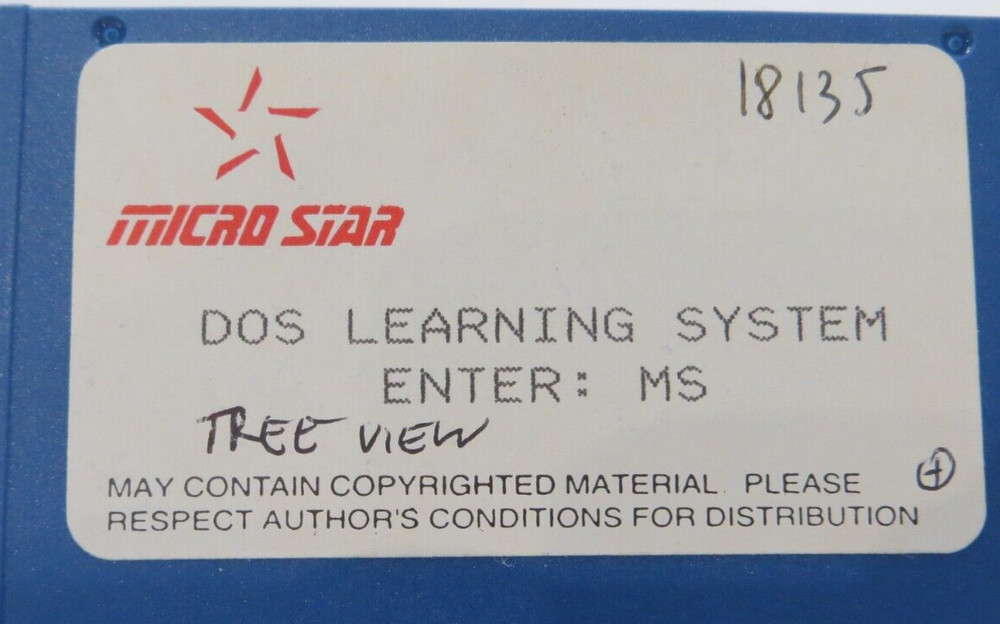 18135
MICRO STAR
DOS LEARNING SYSTEM
ENTER: MS
TREE VIEW
+
MAY CONTAIN COPYRIGHTED MATERIAL. PLEASE
RESPECT AUTHOR'S CONDITIONS FOR DISTRIBUTION